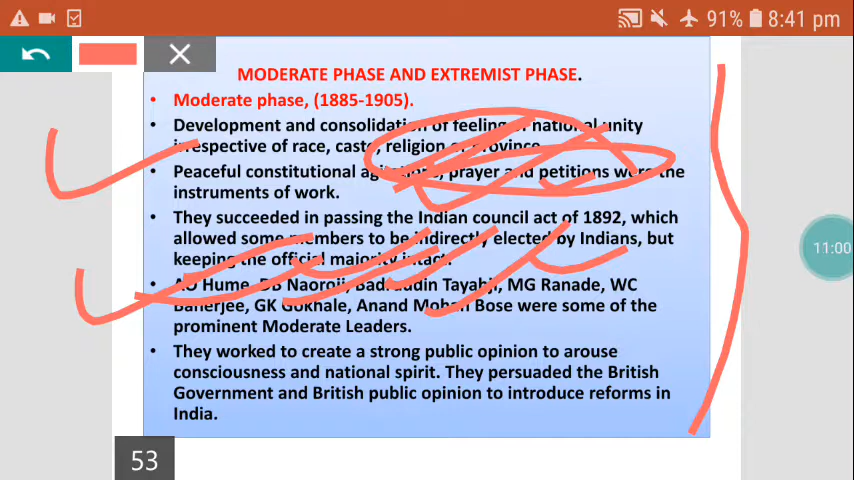 91% 8:41 pm
MODERATE PHASE AND EXTREMIST PHASE.
• Moderate phase, (1885-1905).
• Development and consolidation of feeling of national unity
irrespective of race, caste, religion or province.
• Peaceful constitutional agitations, prayer and petitions were the
instruments of work.
• They succeeded in passing the Indian council act of 1892, which
allowed some members to be indirectly elected by Indians, but
keeping the official majority intact.
11:00
• AO Hume, DB Naoroji, Badruddin Tayabji, MG Ranade, WC
Banerjee, GK Gokhale, Anand Mohan Bose were some of the
prominent Moderate Leaders.
• They worked to create a strong public opinion to arouse
consciousness and national spirit. They persuaded the British
Government and British public opinion to introduce reforms in
India.
53